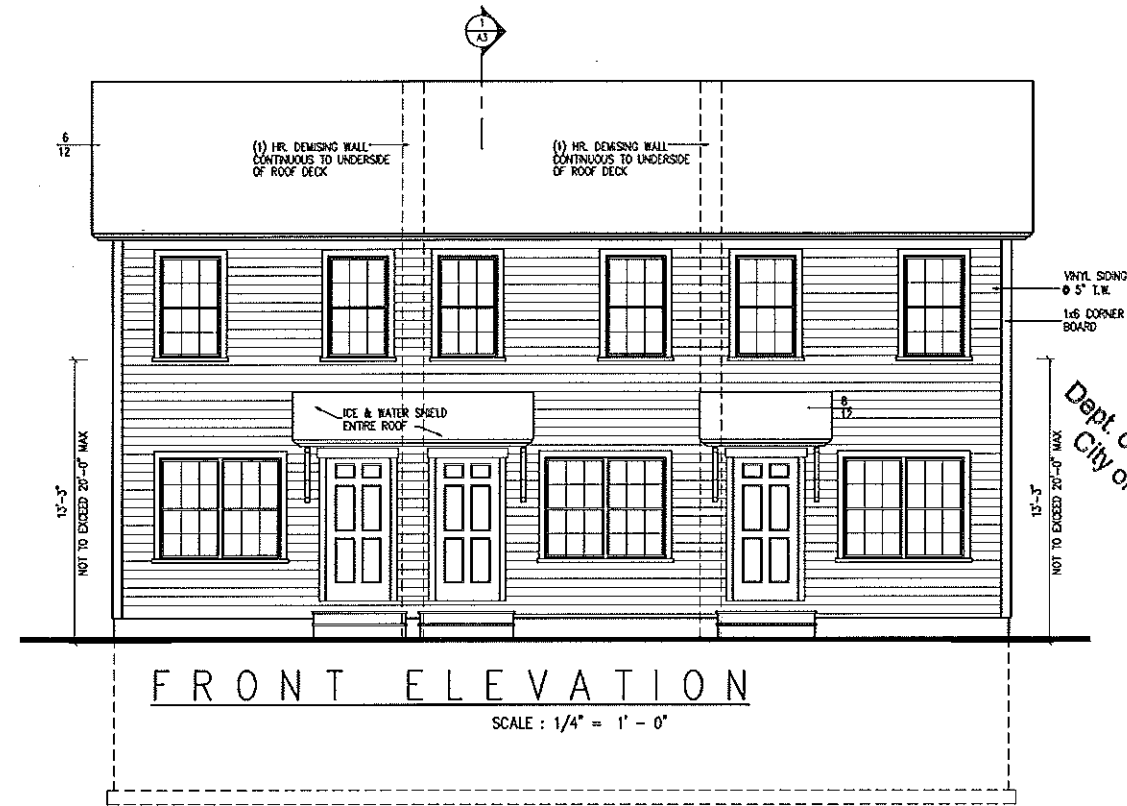 1
A3
6
12
(1) HR. DEMISING WALL
CONTINUOUS TO UNDERSIDE
OF ROOF DECK
(1) HR. DEMISING WALL
CONTINUOUS TO UNDERSIDE
OF ROOF DECK
VINYL SIDING
@ 5" T.W.
1x6 CORNER
BOARD
ICE & WATER SHIELD
ENTIRE ROOF
8
12
13'-3"
NOT TO EXCEED 20'-0" MAX
13'-3"
NOT TO EXCEED 20'-0" MAX
Dept.
City of
FRONT ELEVATION
SCALE : 1/4" = 1' - 0"